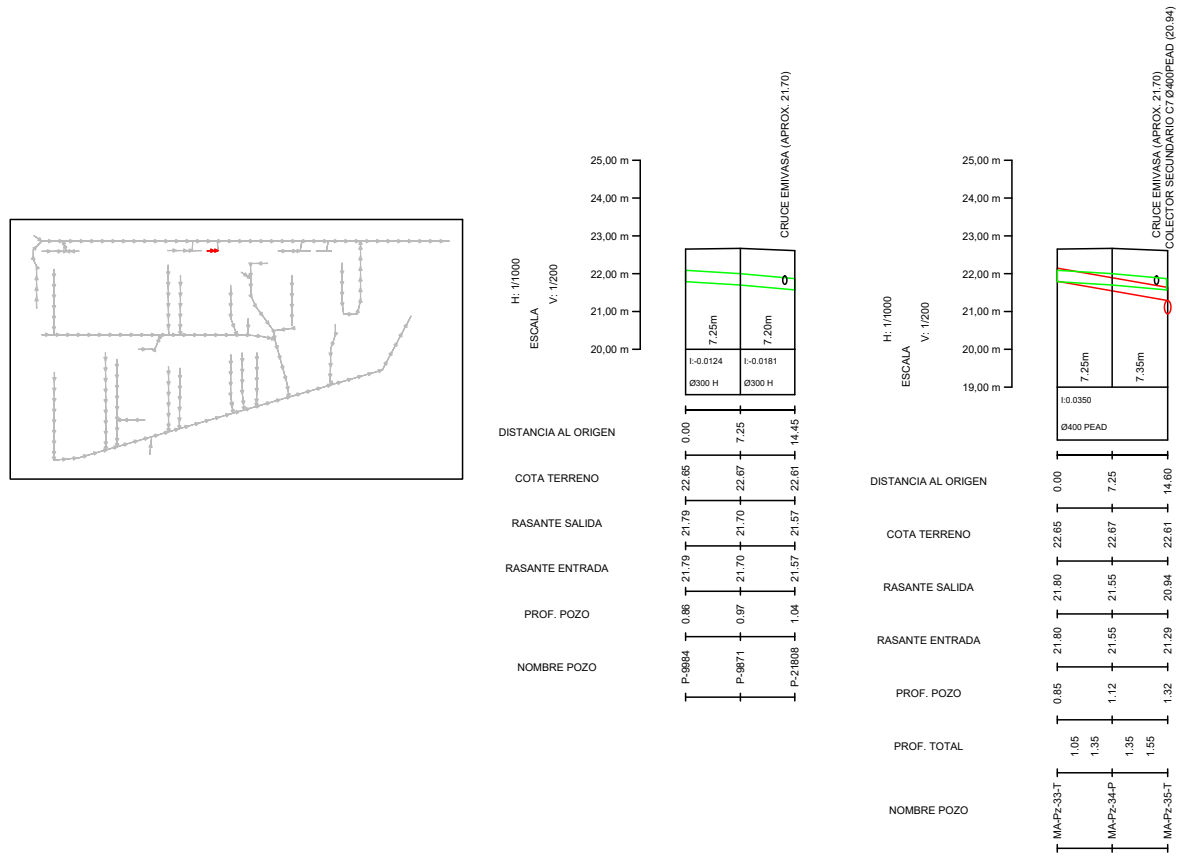 CRUCE EMIVASA (APROX. 21.70)
25,00 m
24,00 m
23,00 m
22,00 m
21,00 m
20,00 m
H: 1/1000
ESCALA
V: 1/200
7.25m
7.20m
I:-0.0124
I:-0.0181
Ø300 H
Ø300 H
DISTANCIA AL ORIGEN
0.00
7.25
14.45
COTA TERRENO
22.65
22.67
22.61
RASANTE SALIDA
21.79
21.70
21.57
RASANTE ENTRADA
21.79
21.70
21.57
PROF. POZO
0.86
0.97
1.04
NOMBRE POZO
P-9984
P-9871
P-21808
CRUCE EMIVASA (APROX. 21.70)
COLECTOR SECUNDARIO C7 Ø400PEAD (20.94)
25,00 m
24,00 m
23,00 m
22,00 m
21,00 m
20,00 m
19,00 m
H: 1/1000
ESCALA
V: 1/200
7.25m
7.35m
I:0.0350
Ø400 PEAD
DISTANCIA AL ORIGEN
0.00
7.25
14.60
COTA TERRENO
22.65
22.67
22.61
RASANTE SALIDA
21.80
21.55
20.94
RASANTE ENTRADA
21.80
21.55
21.29
PROF. POZO
0.85
1.12
1.32
PROF. TOTAL
1.05
1.35
1.35
1.55
NOMBRE POZO
MA-Pz-33-T
MA-Pz-34-P
MA-Pz-35-T